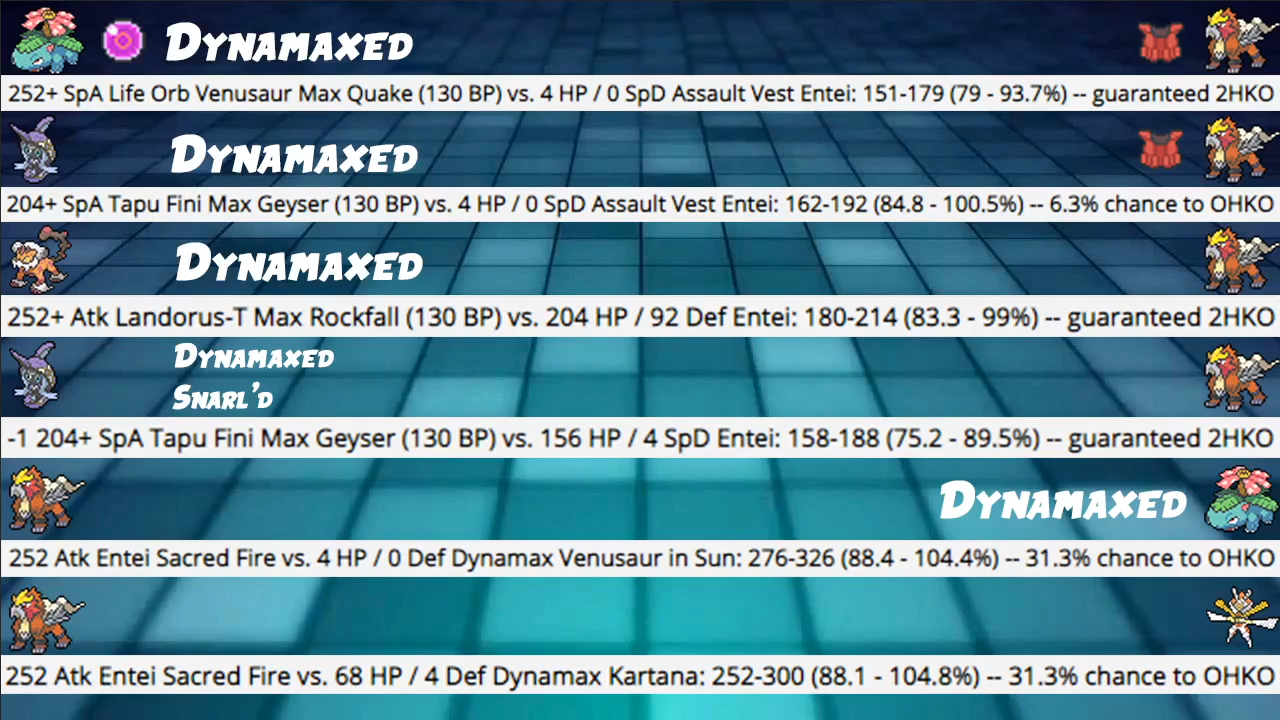 Dynamaxed
252+ SpA Life Orb Venusaur Max Quake (130 BP) vs. 4 HP / 0 SpD Assault Vest Entei: 151-179 (79 - 93.7%) -- guaranteed 2HKO
Dynamaxed
204+ SpA Tapu Fini Max Geyser (130 BP) vs. 4 HP / 0 SpD Assault Vest Entei: 162-192 (84.8 - 100.5%) -- 6.3% chance to OHKO
Dynamaxed
252+ Atk Landorus-T Max Rockfall (130 BP) vs. 204 HP / 92 Def Entei: 180-214 (83.3 - 99%) -- guaranteed 2HKO
Dynamaxed
Snarl'd
-1 204+ SpA Tapu Fini Max Geyser (130 BP) vs. 156 HP / 4 SpD Entei: 158-188 (75.2 - 89.5%) -- guaranteed 2HKO
Dynamaxed
252 Atk Entei Sacred Fire vs. 4 HP / 0 Def Dynamax Venusaur in Sun: 276-326 (88.4 - 104.4%) -- 31.3% chance to OHKO
252 Atk Entei Sacred Fire vs. 68 HP / 4 Def Dynamax Kartana: 252-300 (88.1 - 104.8%) -- 31.3% chance to OHKO